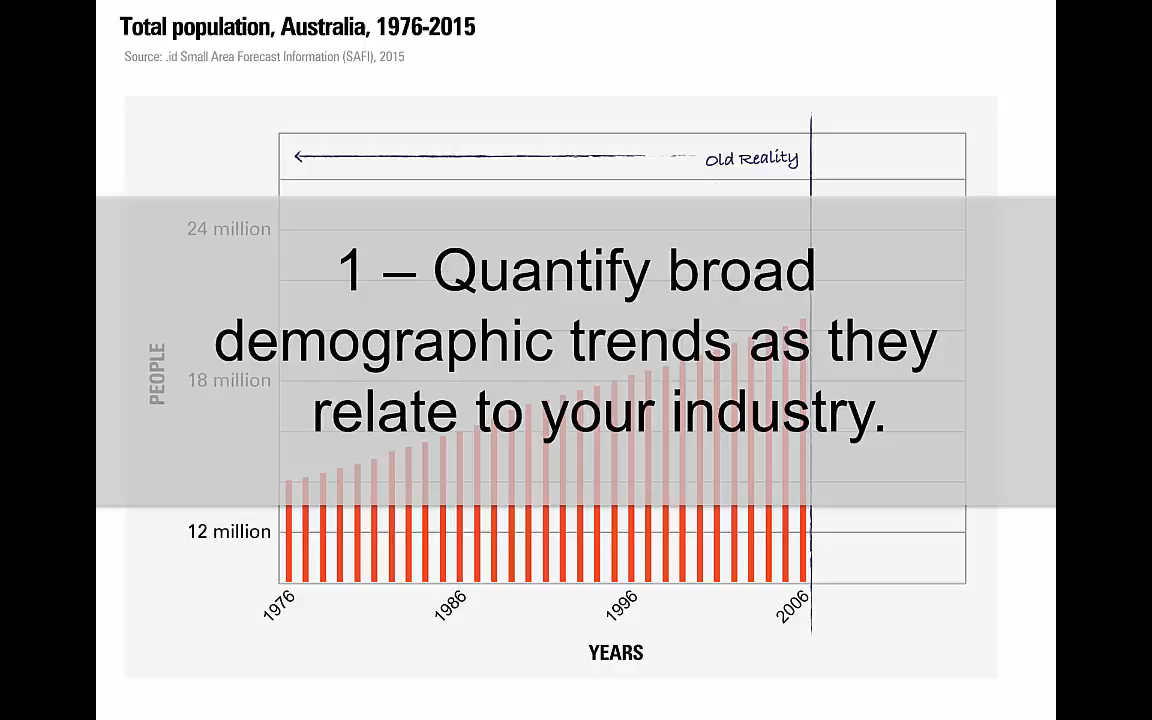 Total population, Australia, 1976-2015
Source: .id Small Area Forecast Information (SAFI), 2015
Old Reality
24 million
1 – Quantify broad
demographic trends as they
relate to your industry.
PEOPLE
18 million
12 million
1976
1986
1996
2006
YEARS